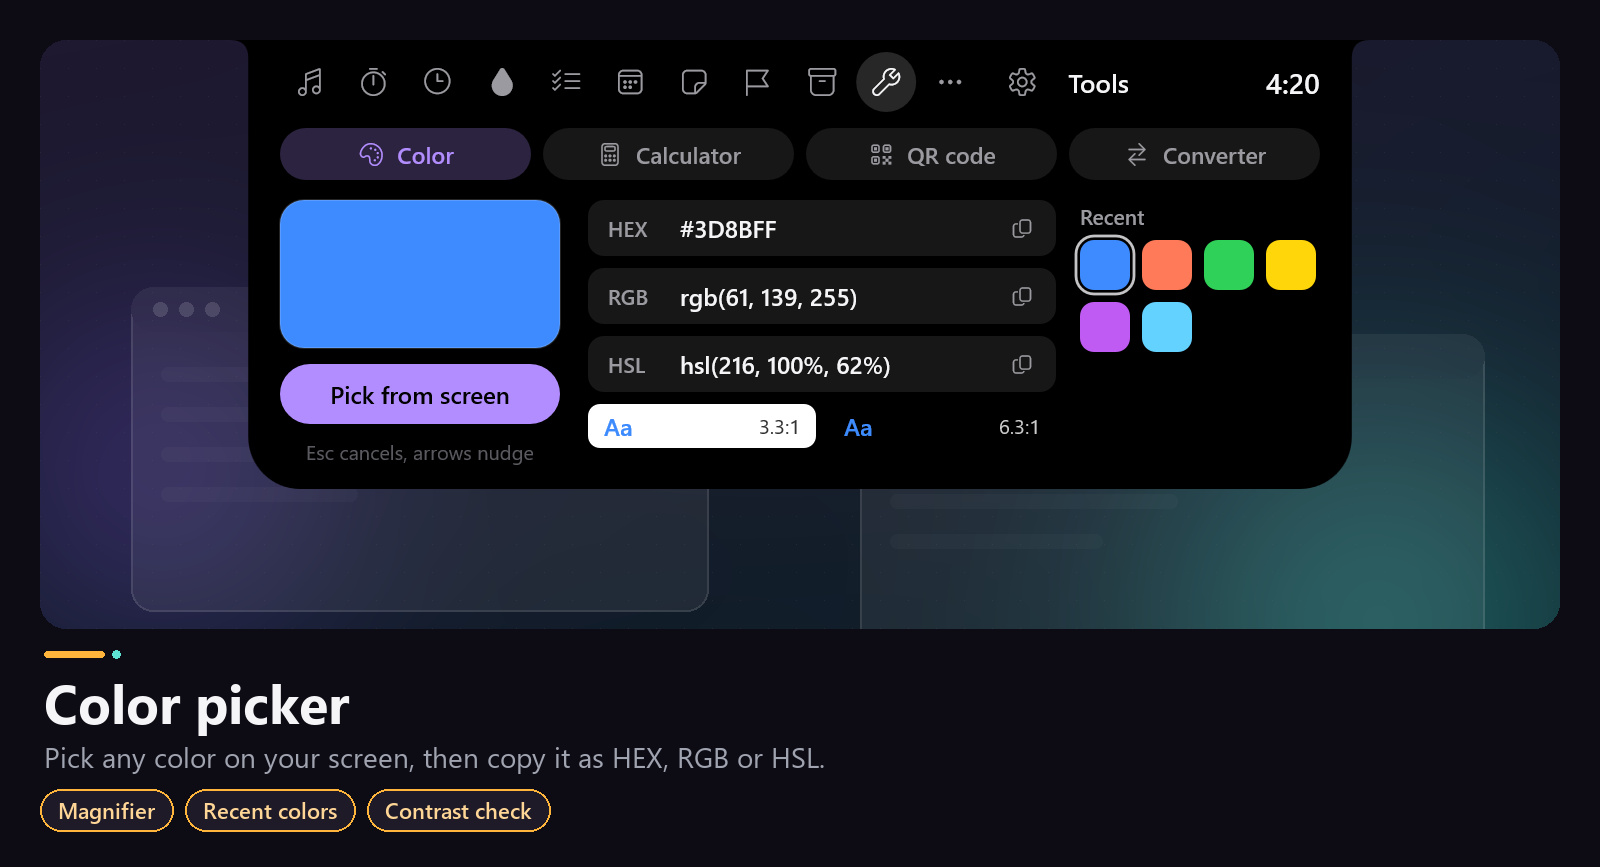 Tools 4:20
Color Calculator QR code Converter
HEX #3D8BFF
RGB rgb(61, 139, 255)
HSL hsl(216, 100%, 62%)
Aa 3.3:1 Aa 6.3:1
Pick from screen
Esc cancels, arrows nudge
Recent
Color picker
Pick any color on your screen, then copy it as HEX, RGB or HSL.
Magnifier Recent colors Contrast check